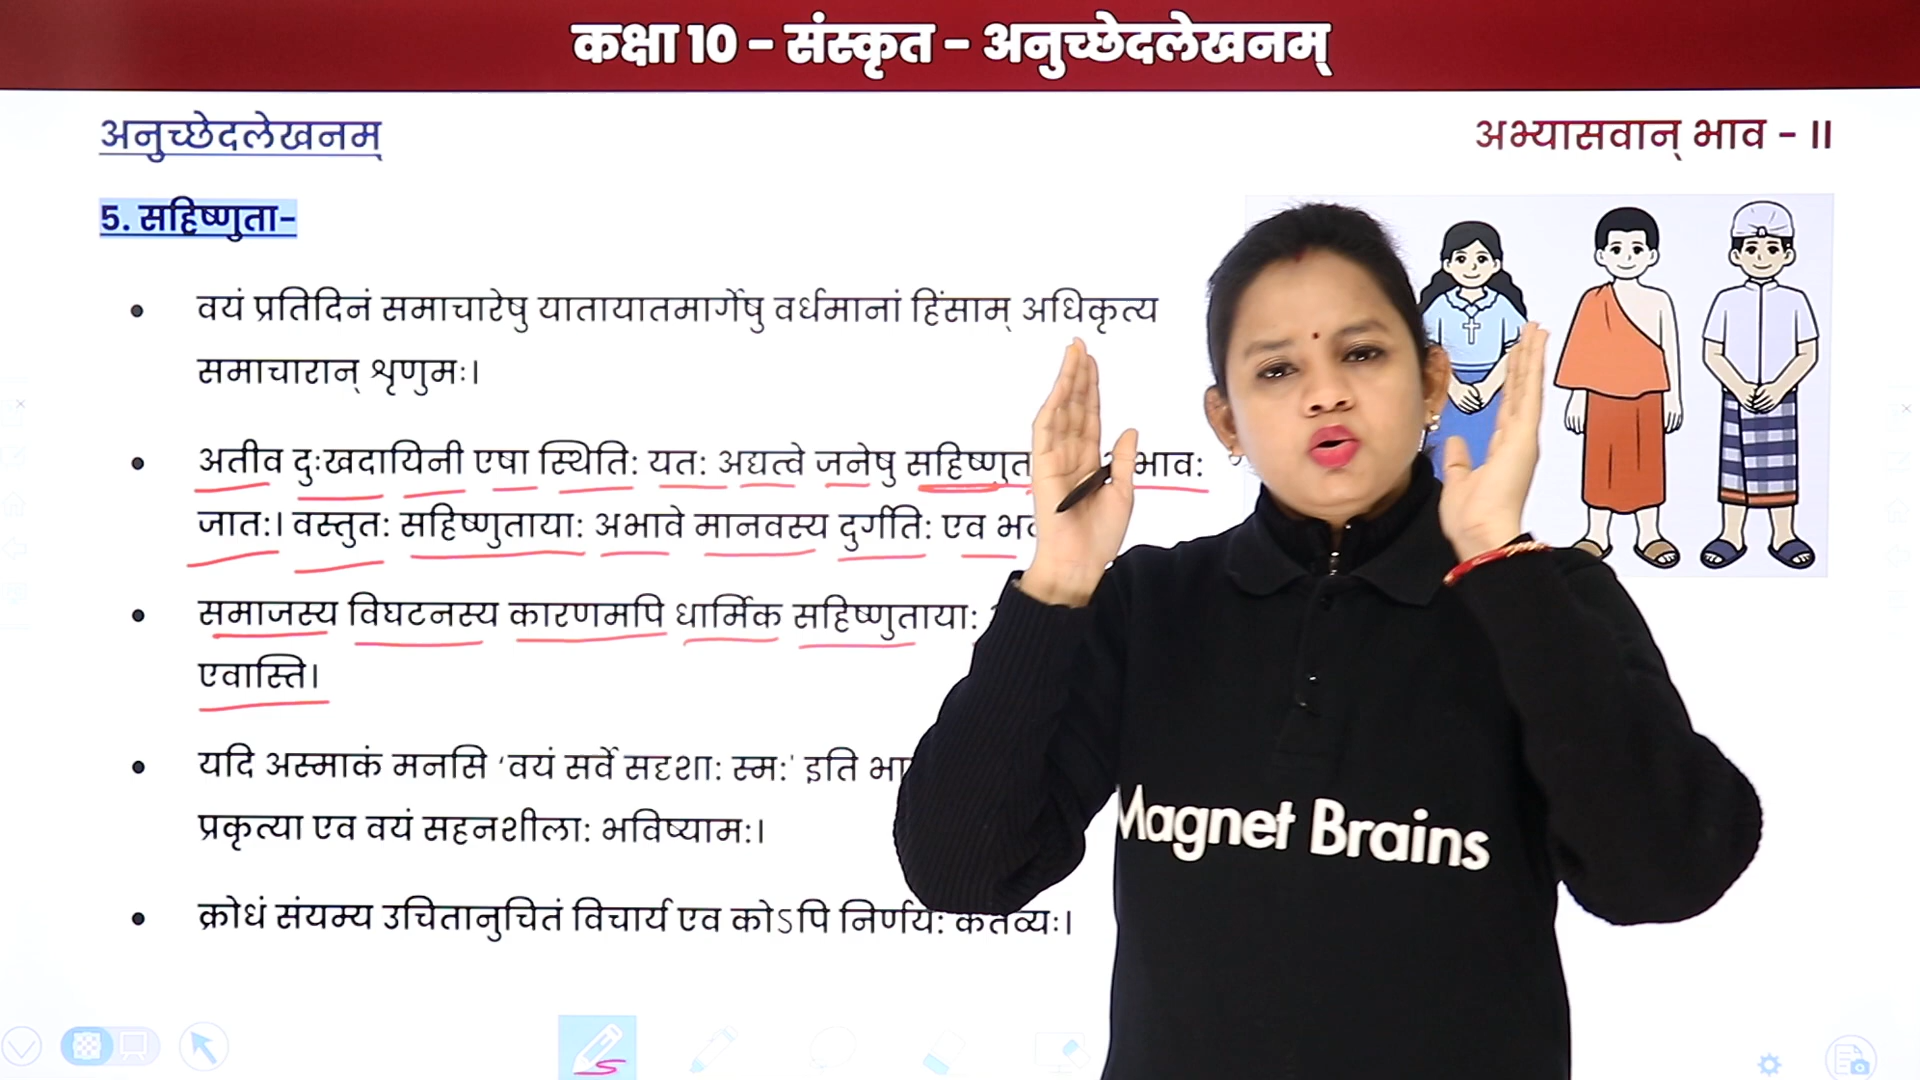 कक्षा 10 - संस्कृत - अनुच्छेदलेखनम्
अनुच्छेदलेखनम्
अभ्यासवान् भाव - II
5. सहिष्णुता-
• वयं प्रतिदिनं समाचारेषु यातायातमार्गेषु वर्धमानां हिंसाम् अधिकृत्य
समाचारान् श्रृणुमः।
• अतीव दुःखदायिनी एषा स्थितिः यतः अद्यत्वे जनेषु
जातः। वस्तुतः सहिष्णुतायाः अभावे मानवस्य दुर्गतिः एव
• समाजस्य विघटनस्य कारणमपि धार्मिक सहिष्णुतायाः
एवास्ति।
• यदि अस्माकं मनसि 'वयं सर्वे सदृशाः स्मः' इति
प्रकृत्या एव वयं सहनशीलाः भविष्यामः।
• क्रोधं संयम्य उचितानुचितं विचार्य एव कोऽपि निर्णयः कर्तव्यः।
Magnet Brains